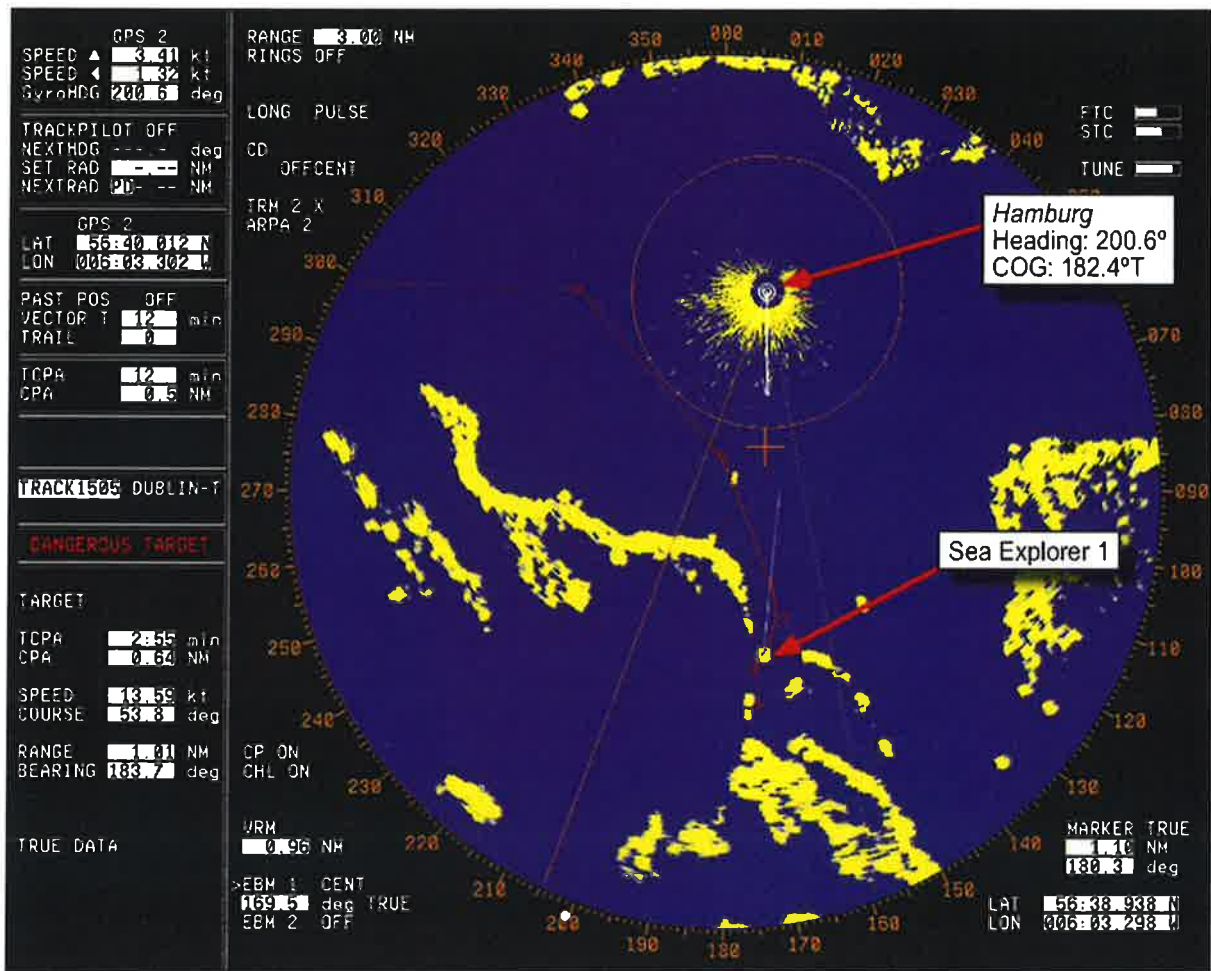 GPS 2
SPEED ▲ 3.41 kt
SPEED ◀ 1.32 kt
GyroHDG 200.6 deg
TRACKPILOT OFF
NEXTHDG ---.- deg
SET RAD -.-- NM
NEXTRAD PD- -- NM
GPS 2
LAT 56:40.012 N
LON 006:03.302 W
PAST POS OFF
VECTOR T 12 min
TRAIL 0
TCPA 12 min
CPA 0.5 NM
TRACK1505 DUBLIN-T
DANGEROUS TARGET
TARGET
TCPA 2:55 min
CPA 0.64 NM
SPEED 13.59 kt
COURSE 53.8 deg
RANGE 1.01 NM
BEARING 183.7 deg
TRUE DATA
RANGE 3.00 NM
RINGS OFF
LONG PULSE
CD
OFFCENT
TRM 2 X
ARPA 2
CP ON
CHL ON
VRM
0.96 NM
>EBM 1 CENT
169.5 deg TRUE
EBM 2 OFF
FTC
STC
TUNE
Hamburg
Heading: 200.6º
COG: 182.4ºT
Sea Explorer 1
MARKER TRUE
1.10 NM
180.3 deg
LAT 56:38.938 N
LON 006:03.298 W
000
010
020
030
040
070
080
090
100
110
120
130
140
150
160
170
180
190
200
210
220
230
240
250
260
270
280
290
300
310
320
330
340
350